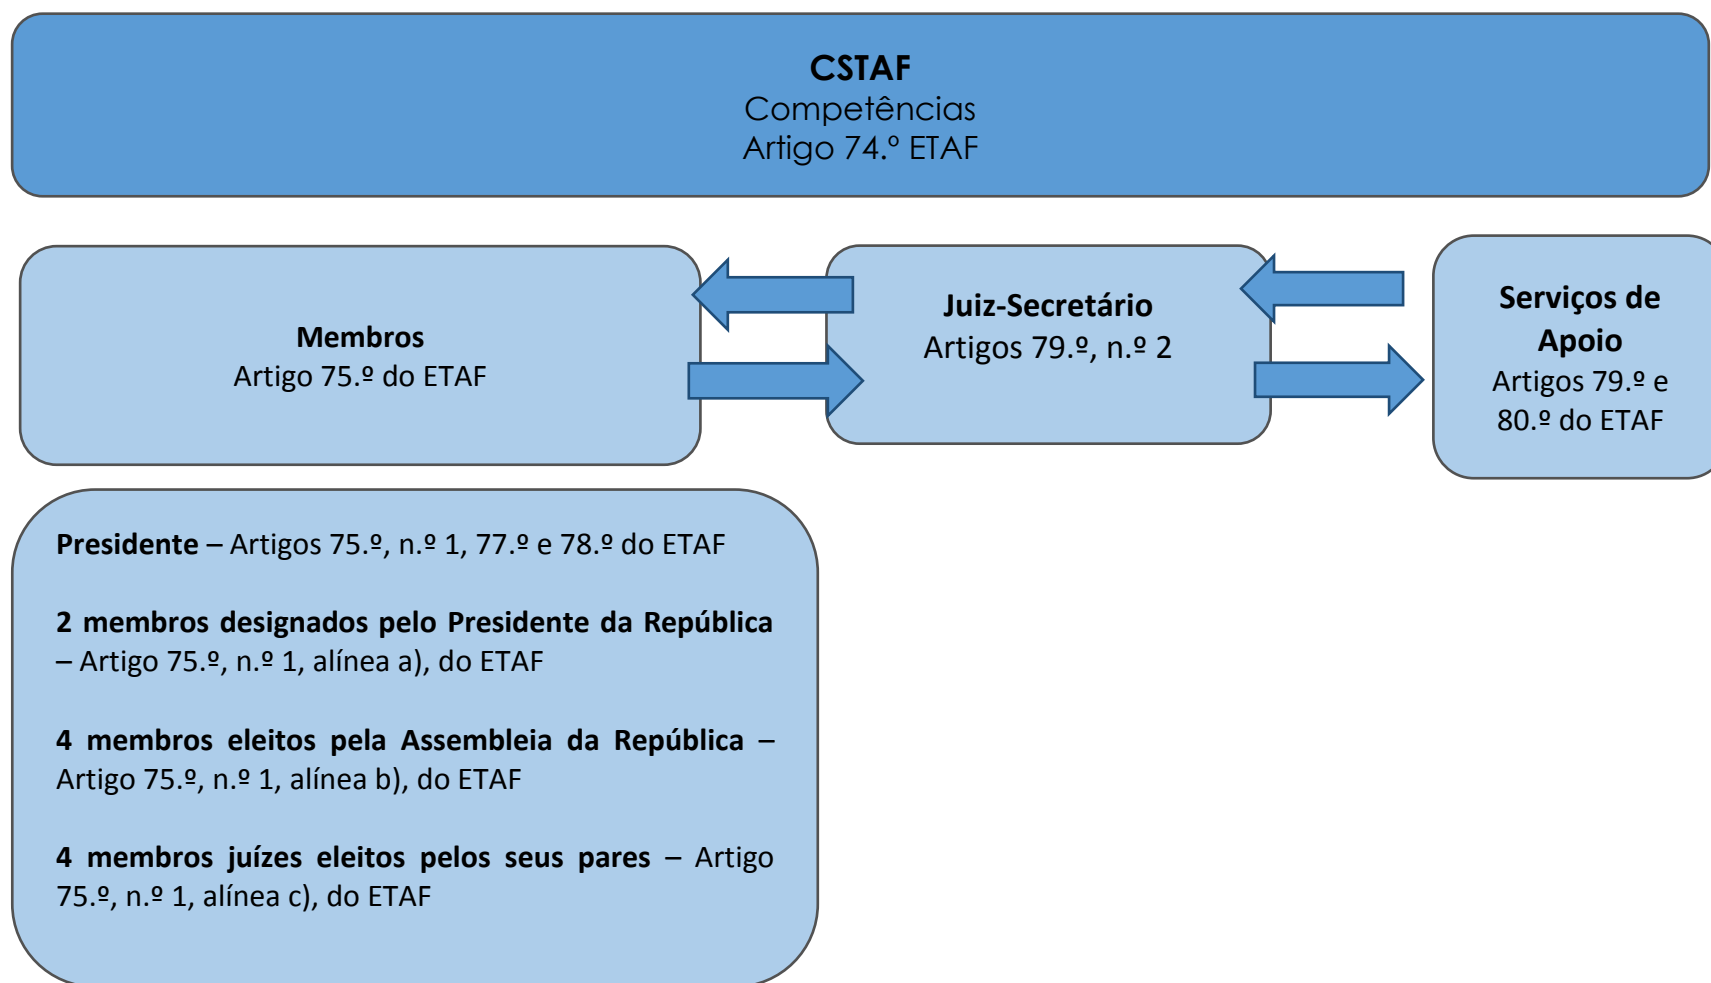 CSTAF
Competências
Artigo 74.º ETAF
Membros
Artigo 75.º do ETAF
Juiz-Secretário
Artigos 79.º, n.º 2
Serviços de
Apoio
Artigos 79.º e
80.º do ETAF
Presidente – Artigos 75.º, n.º 1, 77.º e 78.º do ETAF
2 membros designados pelo Presidente da República
– Artigo 75.º, n.º 1, alínea a), do ETAF
4 membros eleitos pela Assembleia da República –
Artigo 75.º, n.º 1, alínea b), do ETAF
4 membros juízes eleitos pelos seus pares – Artigo
75.º, n.º 1, alínea c), do ETAF